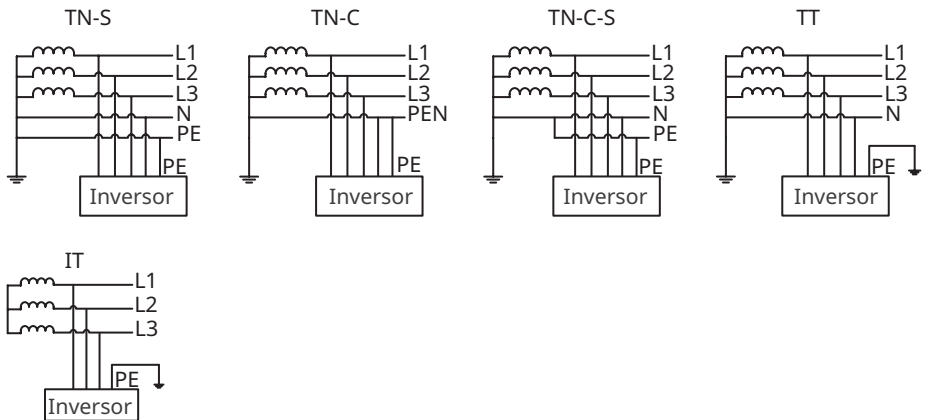 TN-S
L1
L2
L3
N
PE
PE
Inversor
TN-C
L1
L2
L3
PEN
PE
Inversor
TN-C-S
L1
L2
L3
N
PE
PE
Inversor
TT
L1
L2
L3
N
PE
Inversor
IT
L1
L2
L3
PE
Inversor